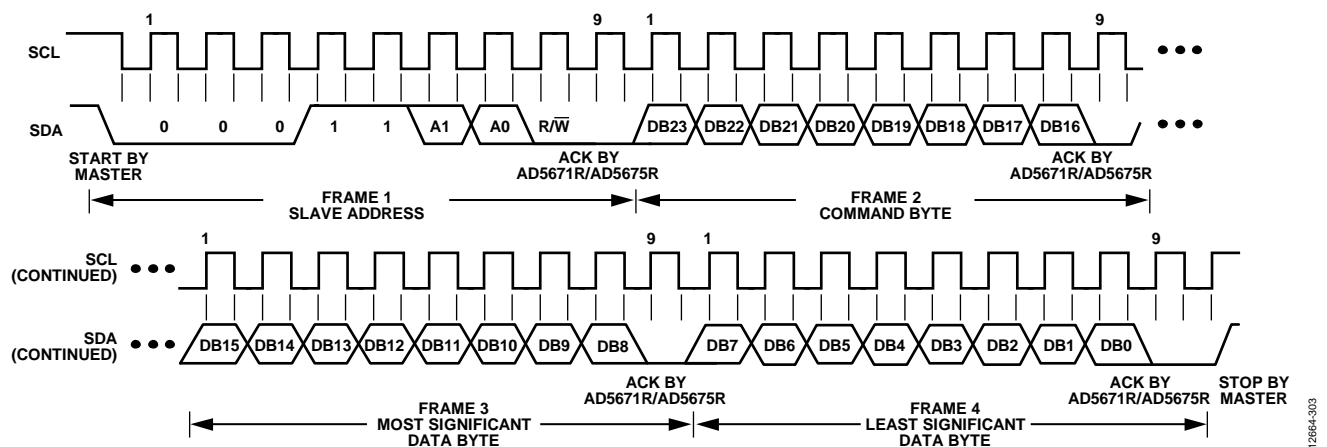 1 9 1 9
SCL
SDA 0 0 0 1 1 A1 A0 R/W̅ DB23 DB22 DB21 DB20 DB19 DB18 DB17 DB16
START BY
MASTER
ACK BY
AD5671R/AD5675R
ACK BY
AD5671R/AD5675R
FRAME 1
SLAVE ADDRESS
FRAME 2
COMMAND BYTE
1 9 1 9
SCL
(CONTINUED)
SDA
(CONTINUED)
DB15 DB14 DB13 DB12 DB11 DB10 DB9 DB8 DB7 DB6 DB5 DB4 DB3 DB2 DB1 DB0
ACK BY
AD5671R/AD5675R
ACK BY
AD5671R/AD5675R
STOP BY
MASTER
FRAME 3
MOST SIGNIFICANT
DATA BYTE
FRAME 4
LEAST SIGNIFICANT
DATA BYTE
12664-303